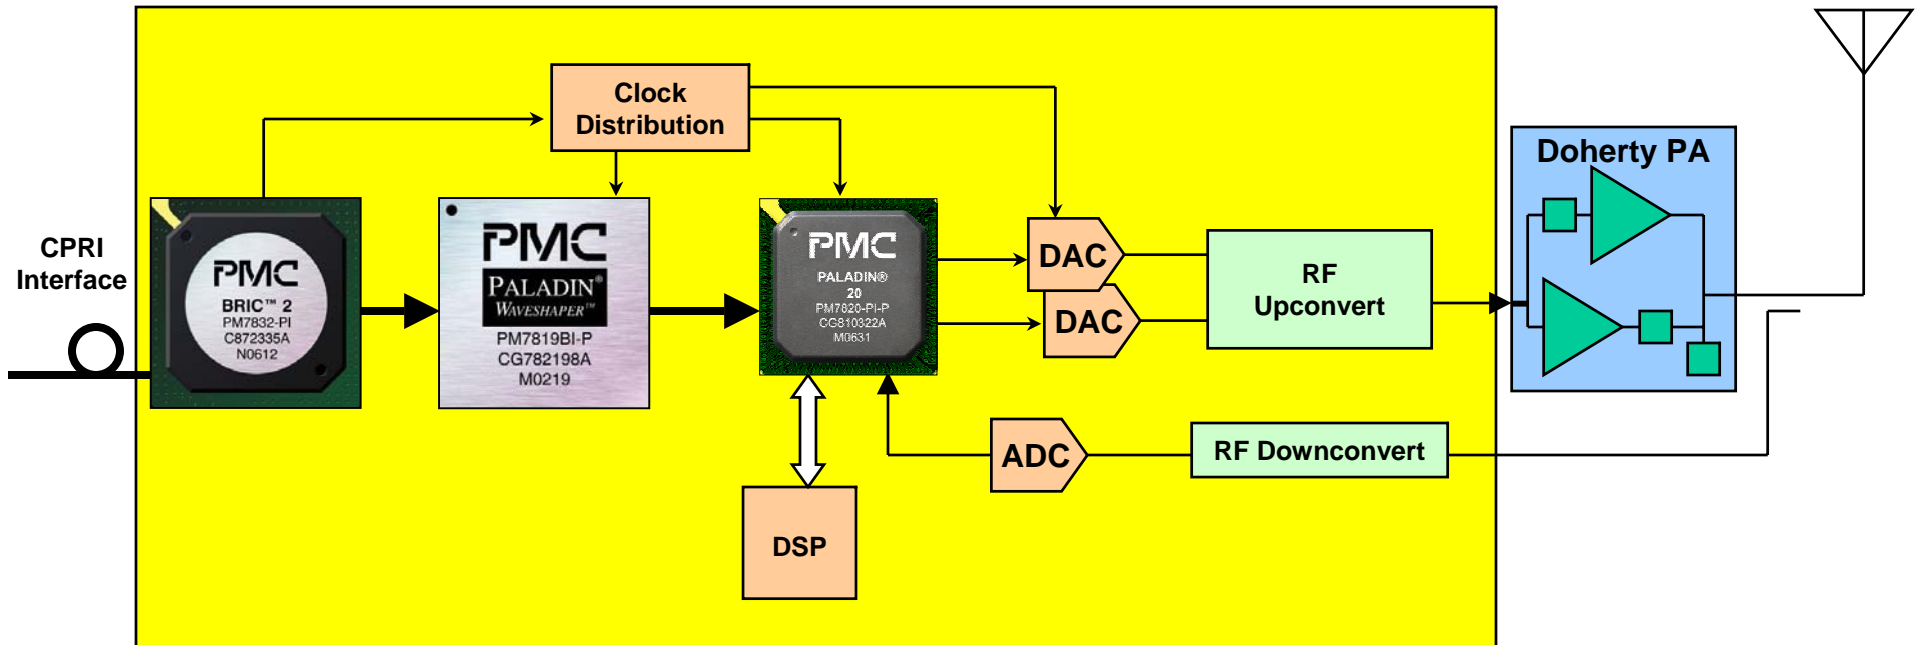 Clock
Distribution
Doherty PA
CPRI
Interface
PMC
BRIC™ 2
PM7832-PI
C872335A
N0612
PMC
PALADIN®
WAVESHAPER™
PM7819BI-P
CG782198A
M0219
PMC
PALADIN®
20
PM7820-PI-P
CG810322A
M0631
DAC
DAC
RF
Upconvert
ADC
RF Downconvert
DSP